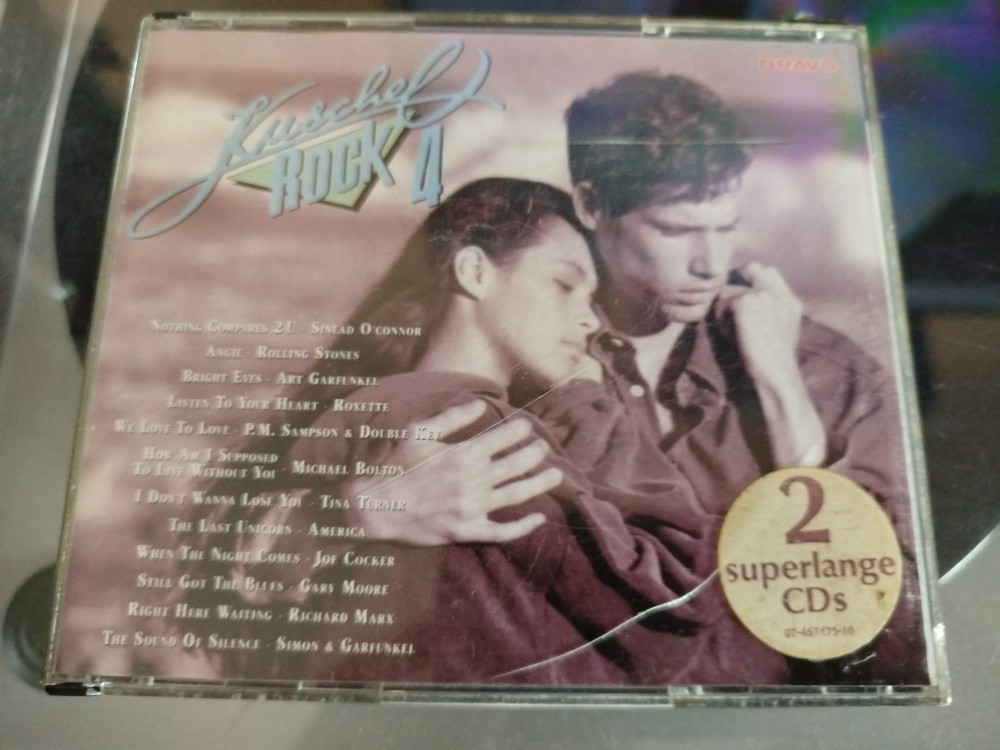 Kuschel
ROCK 4
BRAVO
NOTHING COMPARES 2 U · SINEAD O'CONNOR
ANGIE · ROLLING STONES
BRIGHT EYES · ART GARFUNKEL
LISTEN TO YOUR HEART · ROXETTE
WE LOVE TO LOVE · P.M. SAMPSON & DOUBLE KEY
HOW AM I SUPPOSED
TO LIVE WITHOUT YOU · MICHAEL BOLTON
I DON'T WANNA LOSE YOU · TINA TURNER
THE LAST UNICORN · AMERICA
WHEN THE NIGHT COMES · JOE COCKER
STILL GOT THE BLUES · GARY MOORE
RIGHT HERE WAITING · RICHARD MARX
THE SOUND OF SILENCE · SIMON & GARFUNKEL
2
superlange
CDs